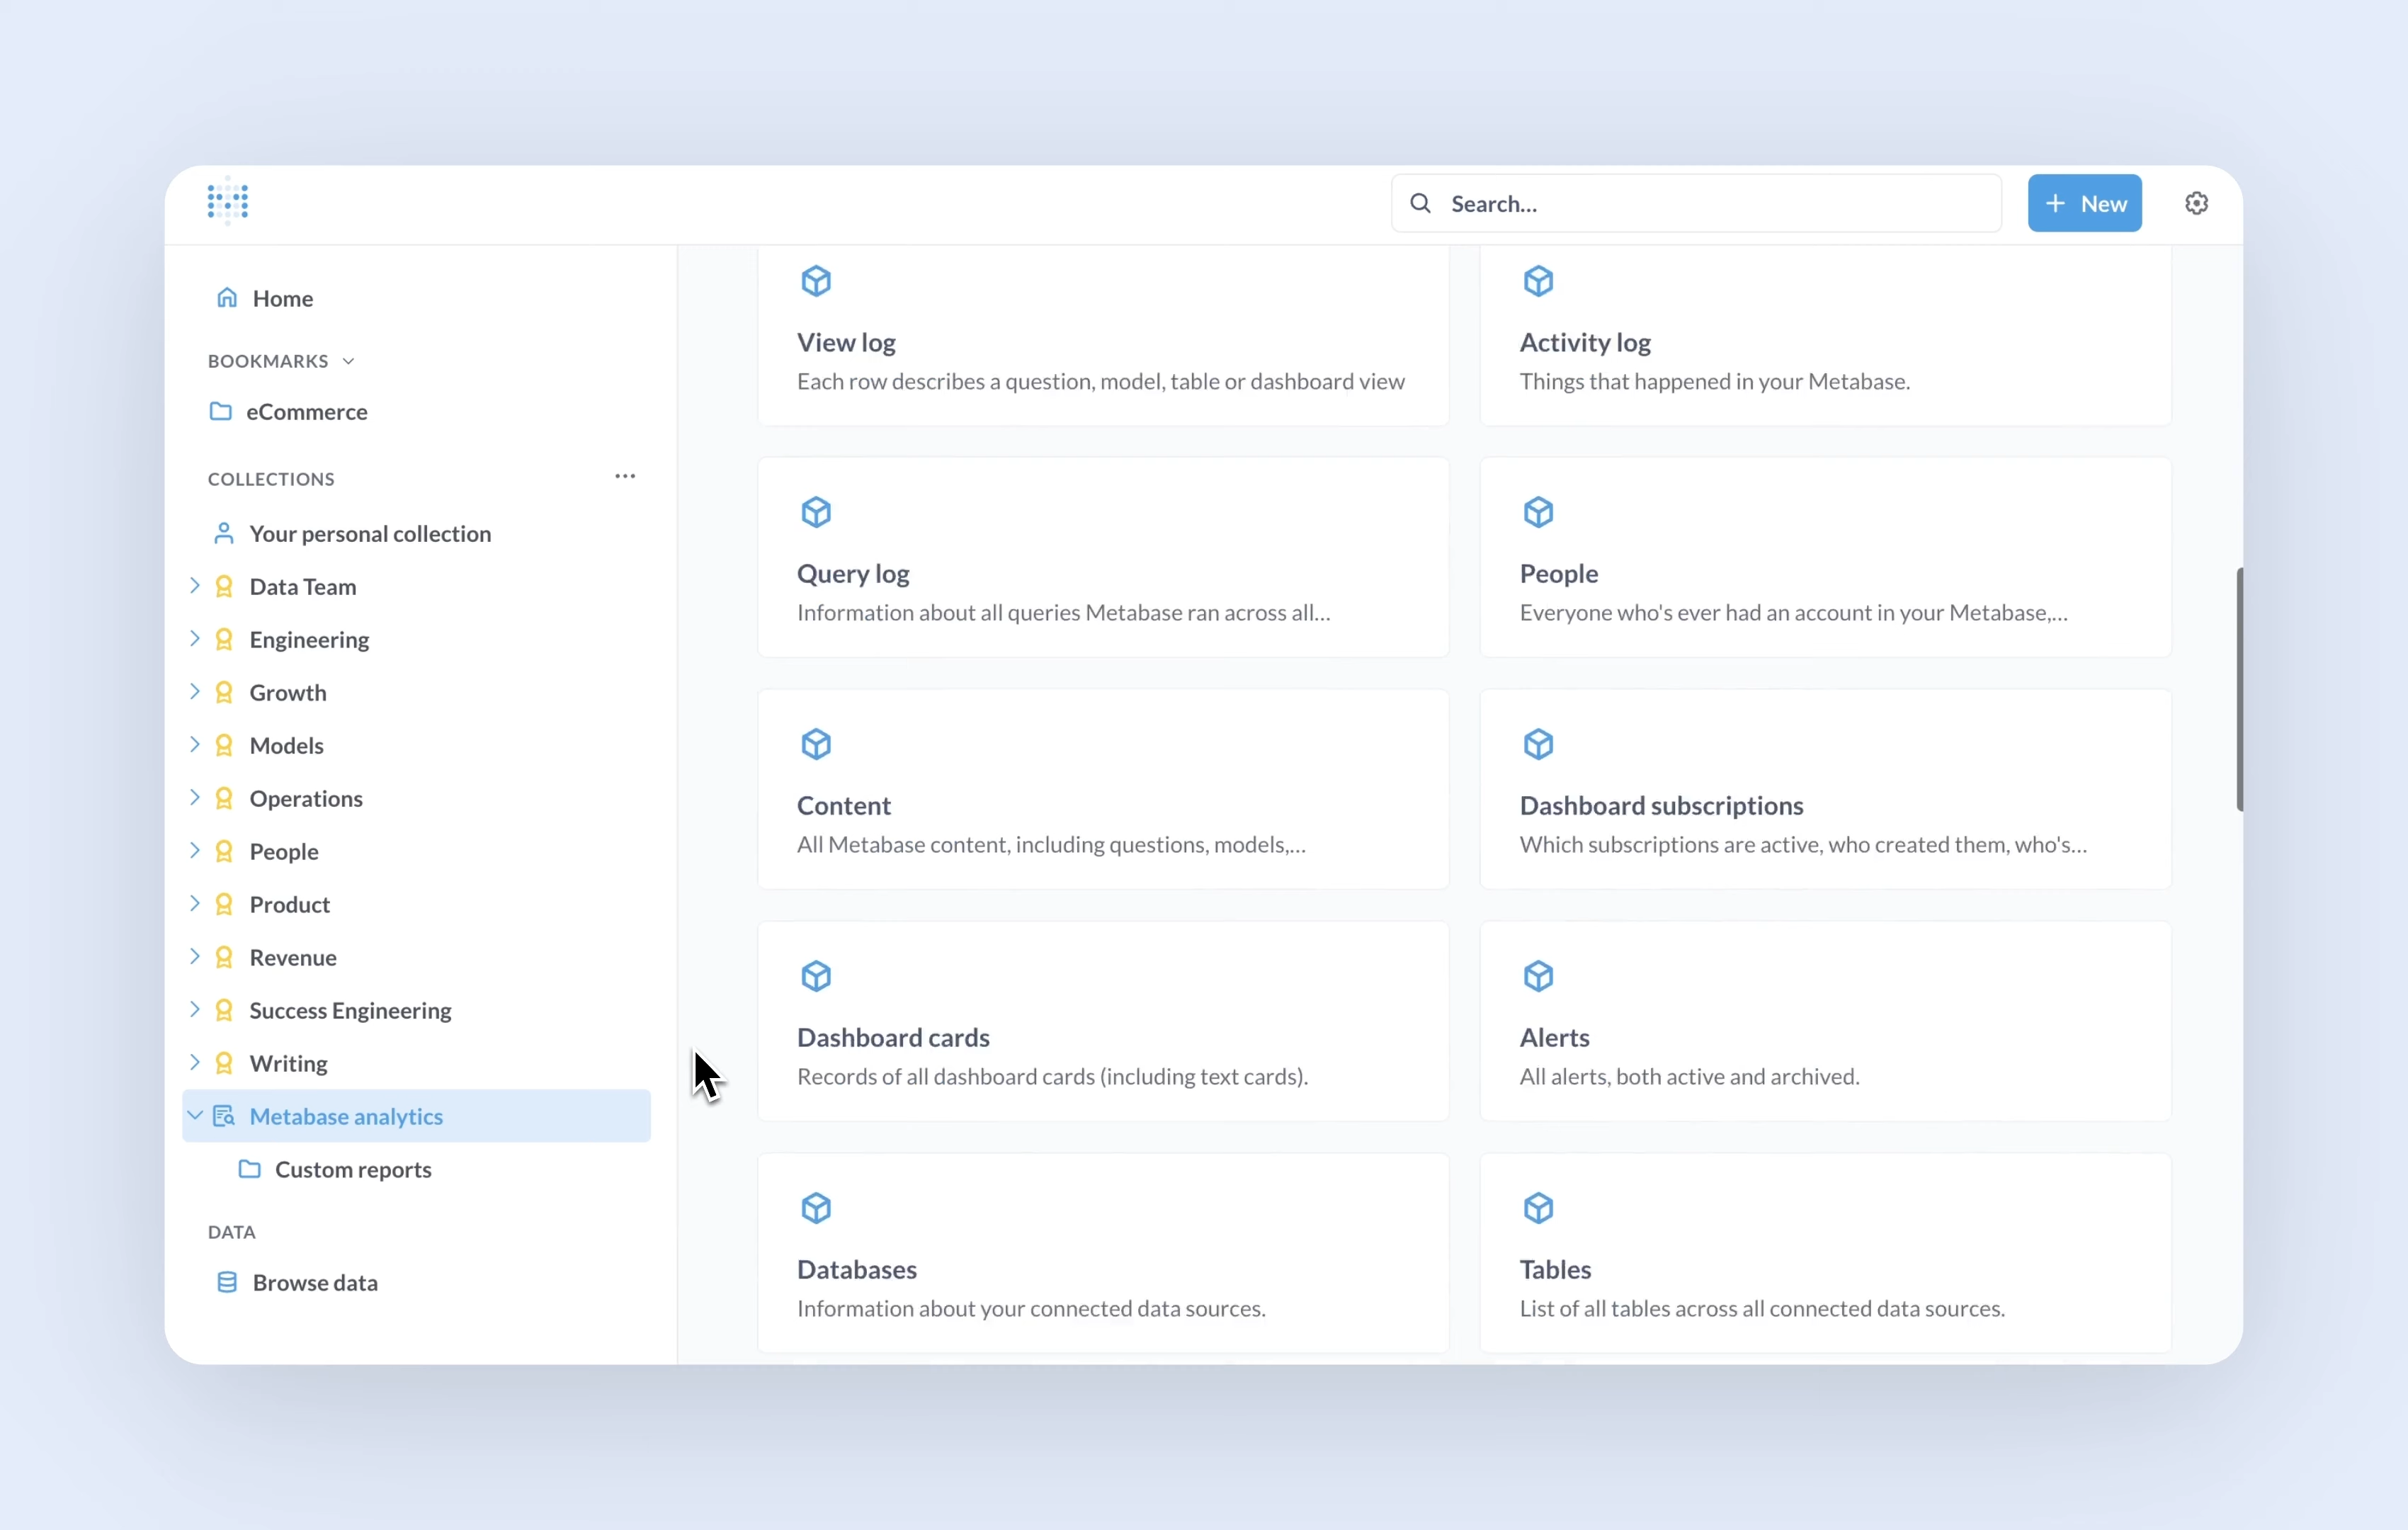 Search...
+ New
Home
BOOKMARKS
eCommerce
COLLECTIONS
Your personal collection
Data Team
Engineering
Growth
Models
Operations
People
Product
Revenue
Success Engineering
Writing
Metabase analytics
Custom reports
DATA
Browse data
View log
Each row describes a question, model, table or dashboard view
Activity log
Things that happened in your Metabase.
Query log
Information about all queries Metabase ran across all...
People
Everyone who's ever had an account in your Metabase,...
Content
All Metabase content, including questions, models,...
Dashboard subscriptions
Which subscriptions are active, who created them, who's...
Dashboard cards
Records of all dashboard cards (including text cards).
Alerts
All alerts, both active and archived.
Databases
Information about your connected data sources.
Tables
List of all tables across all connected data sources.